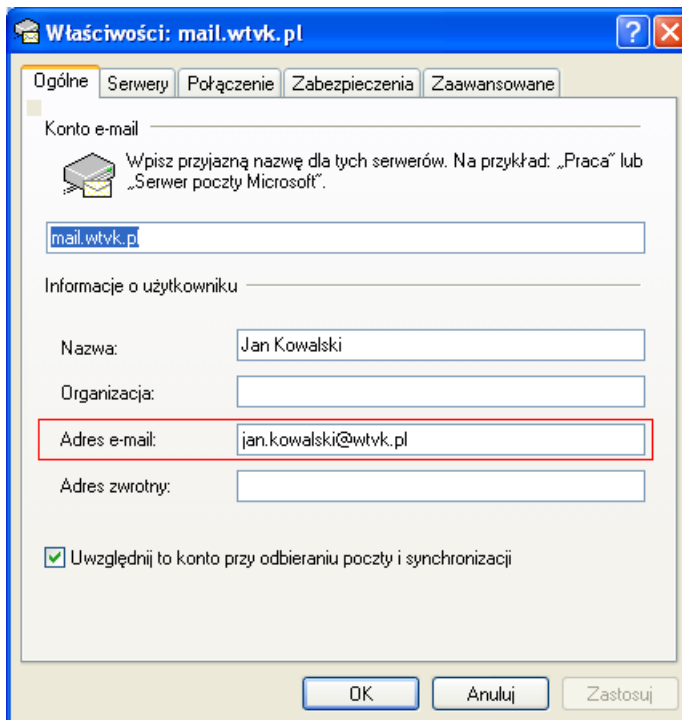 Właściwości: mail.wtvk.pl
Ogólne Serwery Połączenie Zabezpieczenia Zaawansowane
Konto e-mail
Wpisz przyjazną nazwę dla tych serwerów. Na przykład: „Praca” lub
„Serwer poczty Microsoft”.
mail.wtvk.pl
Informacje o użytkowniku
Nazwa: Jan Kowalski
Organizacja:
Adres e-mail: jan.kowalski@wtvk.pl
Adres zwrotny:
Uwzględnij to konto przy odbieraniu poczty i synchronizacji
OK Anuluj Zastosuj